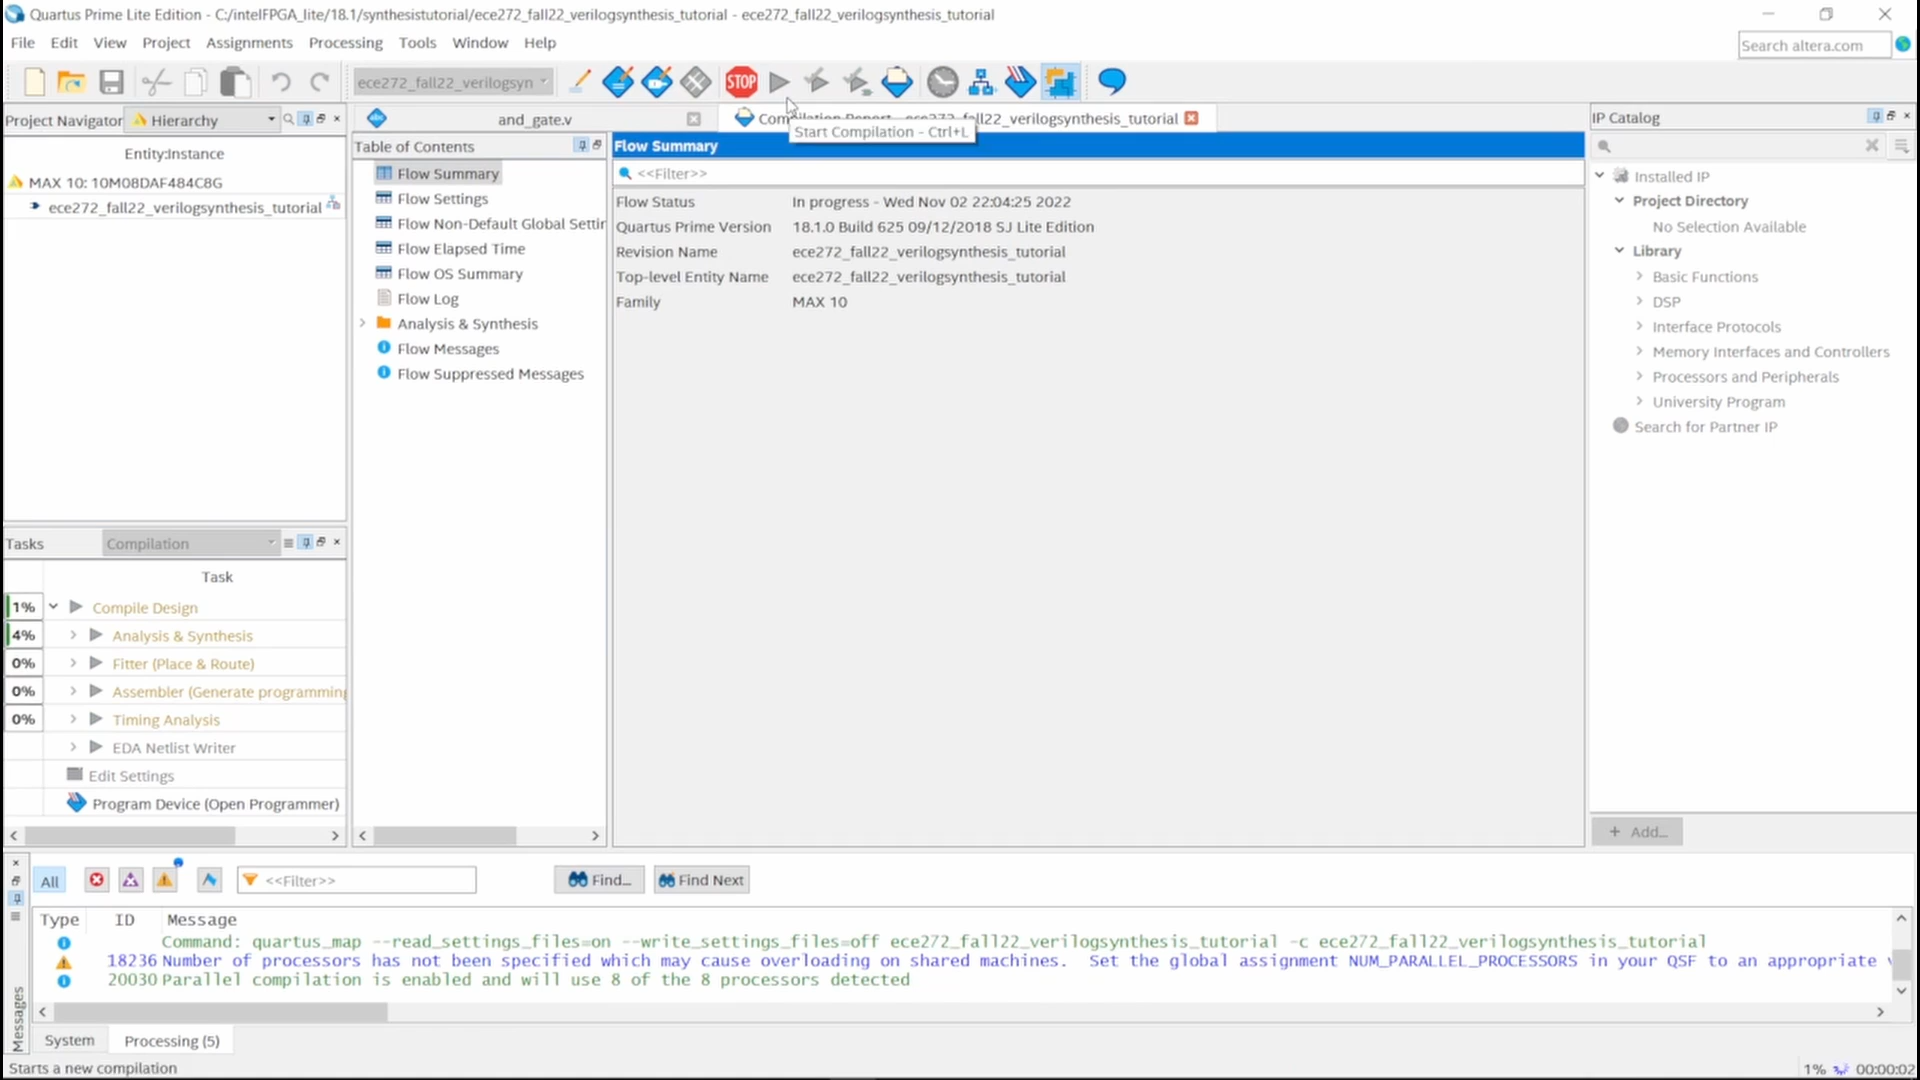 Quartus Prime Lite Edition - C:/intelFPGA_lite/18.1/synthesistutorial/ece272_fall22_verilogsynthesis_tutorial - ece272_fall22_verilogsynthesis_tutorial
File Edit View Project Assignments Processing Tools Window Help
Search altera.com
ece272_fall22_verilogsyn
STOP
Project Navigator Hierarchy
and_gate.v
ece272_fall22_verilogsynthesis_tutorial
Start Compilation - Ctrl+L
IP Catalog
Entity:Instance
MAX 10: 10M08DAF484C8G
ece272_fall22_verilogsynthesis_tutorial
Table of Contents
Flow Summary
Flow Settings
Flow Non-Default Global Settin
Flow Elapsed Time
Flow OS Summary
Flow Log
Analysis & Synthesis
Flow Messages
Flow Suppressed Messages
Flow Summary
<<Filter>>
Flow Status In progress - Wed Nov 02 22:04:25 2022
Quartus Prime Version 18.1.0 Build 625 09/12/2018 SJ Lite Edition
Revision Name ece272_fall22_verilogsynthesis_tutorial
Top-level Entity Name ece272_fall22_verilogsynthesis_tutorial
Family MAX 10
Installed IP
Project Directory
No Selection Available
Library
Basic Functions
DSP
Interface Protocols
Memory Interfaces and Controllers
Processors and Peripherals
University Program
Search for Partner IP
+ Add...
Tasks Compilation
Task
1% Compile Design
4% Analysis & Synthesis
0% Fitter (Place & Route)
0% Assembler (Generate programming
0% Timing Analysis
EDA Netlist Writer
Edit Settings
Program Device (Open Programmer)
All <<Filter>> Find... Find Next
Type ID Message
Command: quartus_map --read_settings_files=on --write_settings_files=off ece272_fall22_verilogsynthesis_tutorial -c ece272_fall22_verilogsynthesis_tutorial
18236 Number of processors has not been specified which may cause overloading on shared machines. Set the global assignment NUM_PARALLEL_PROCESSORS in your QSF to an appropriate
20030 Parallel compilation is enabled and will use 8 of the 8 processors detected
Messages
System Processing (5)
Starts a new compilation
1% 00:00:02